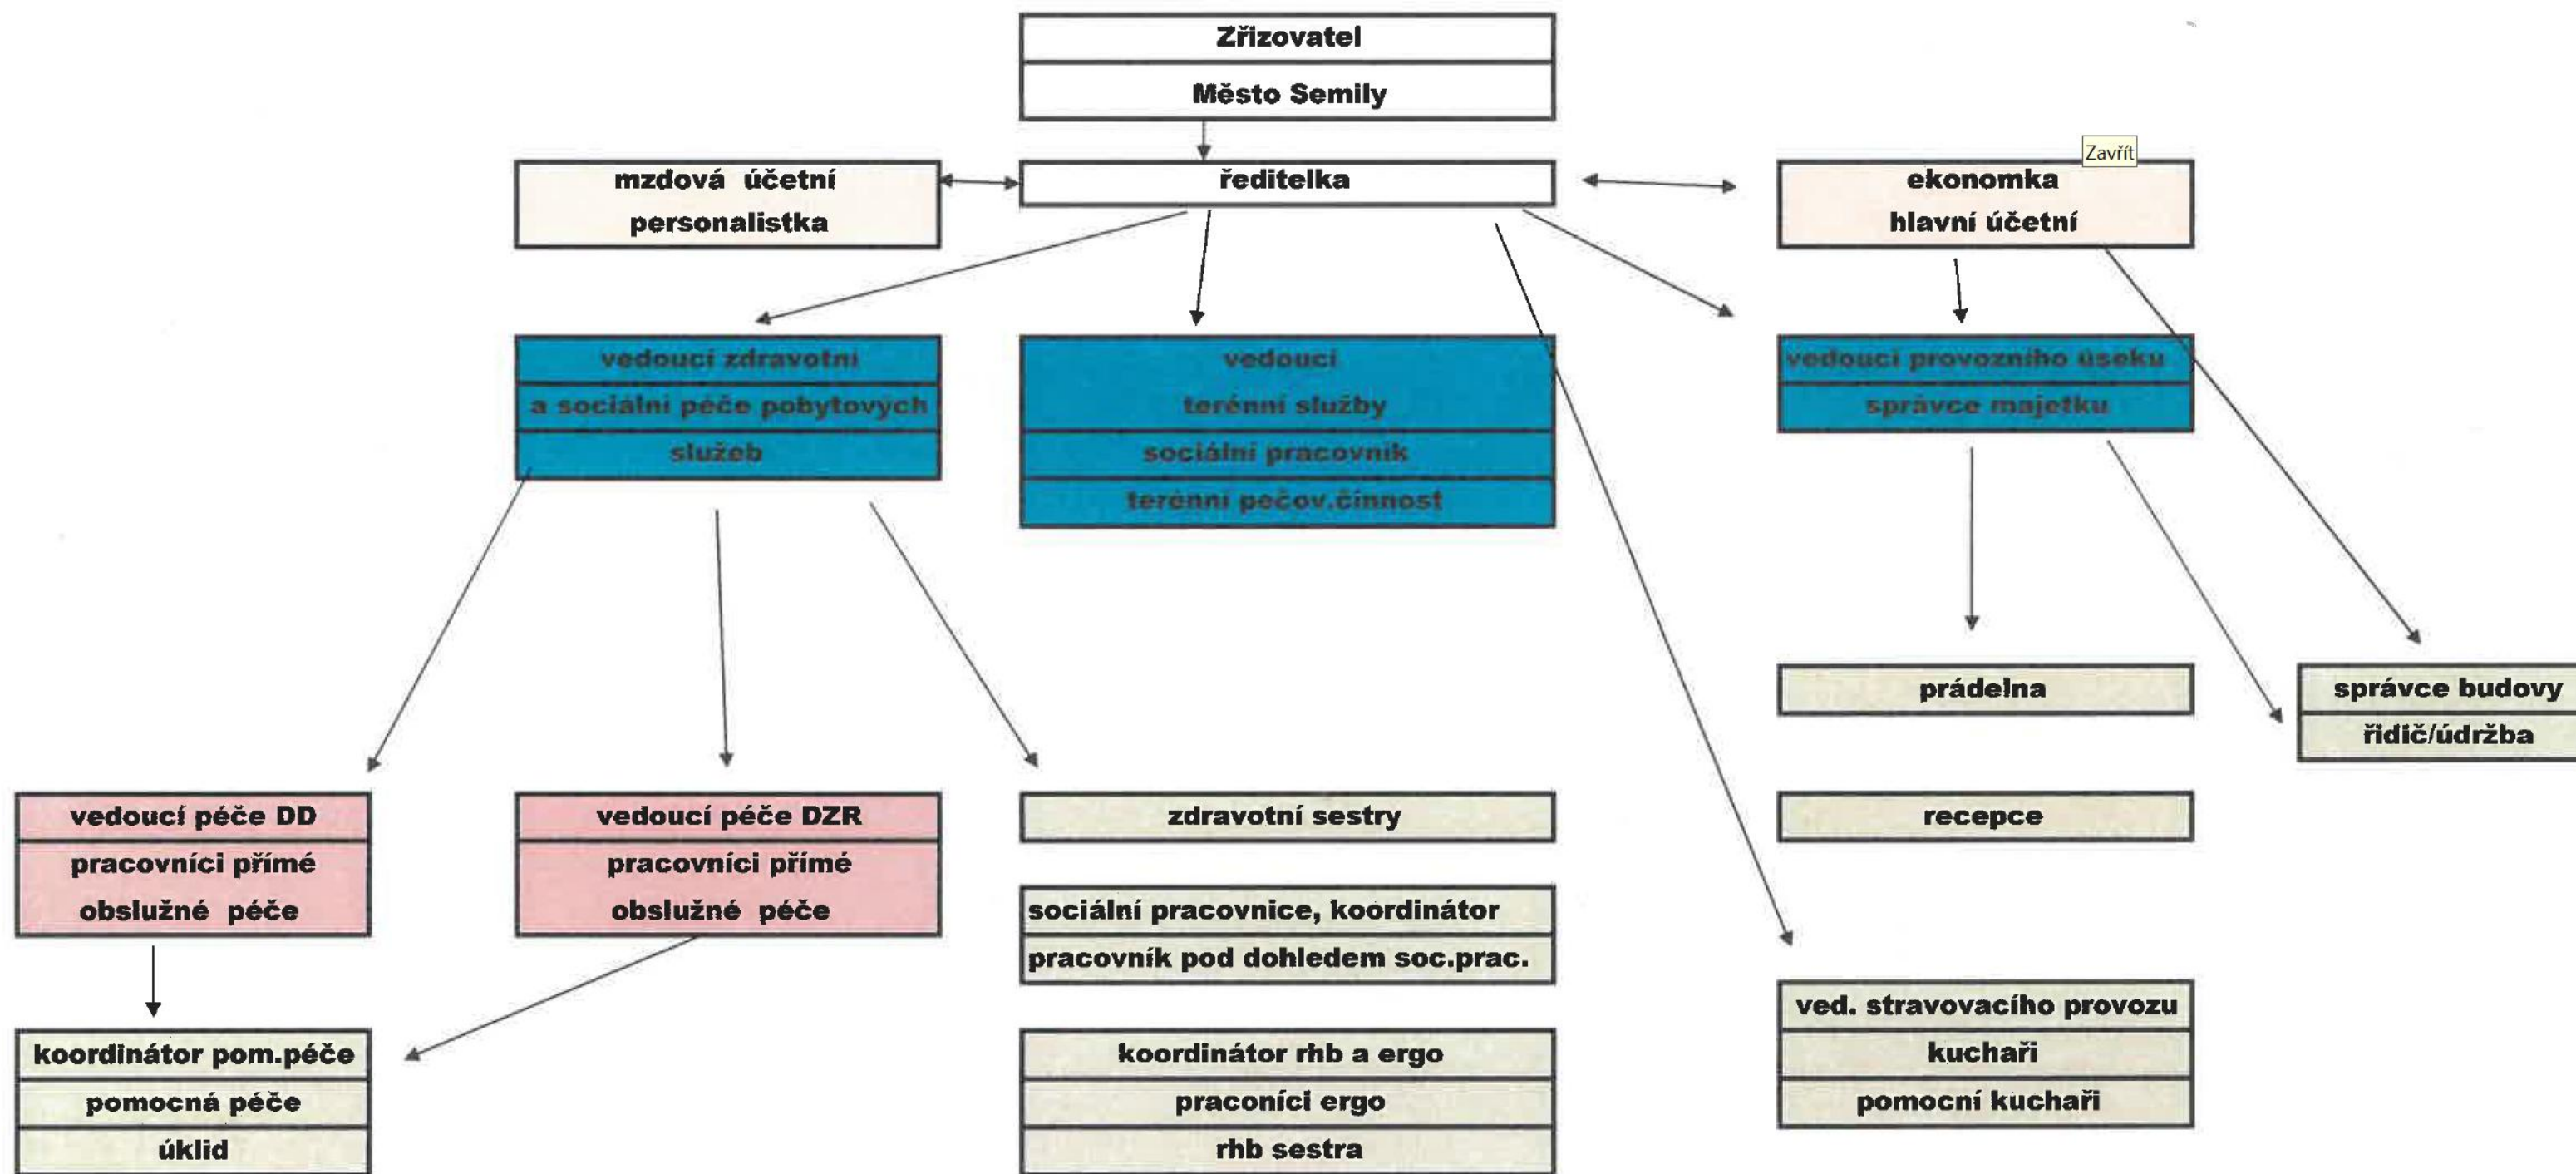 Zřizovatel
Město Semily
Zavřít
mzdová účetní
personalistka
ředitelka
ekonomka
hlavní účetní
vedoucí zdravotní
a sociální péče pobytových
služeb
vedoucí
terénní služby
sociální pracovník
terénní pečov.činnost
vedoucí provozního úseku
správce majetku
prádelna
správce budovy
řidič/údržba
vedoucí péče DD
pracovníci přímé
obslužné péče
vedoucí péče DZR
pracovníci přímé
obslužné péče
zdravotní sestry
recepce
sociální pracovnice, koordinátor
pracovník pod dohledem soc.prac.
koordinátor pom.péče
pomocná péče
úklid
koordinátor rhb a ergo
praconíci ergo
rhb sestra
ved. stravovacího provozu
kuchaři
pomocní kuchaři